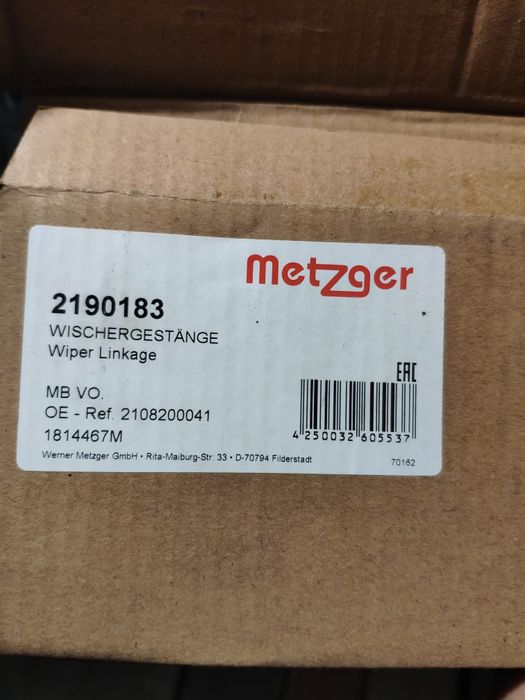 Metzger
2190183
WISCHERGESTÄNGE
Wiper Linkage
EAC
MB VO.
OE - Ref. 2108200041
1814467M
4 250032 605537
Werner Metzger GmbH • Rita-Maiburg-Str. 33 • D-70794 Filderstadt
70162